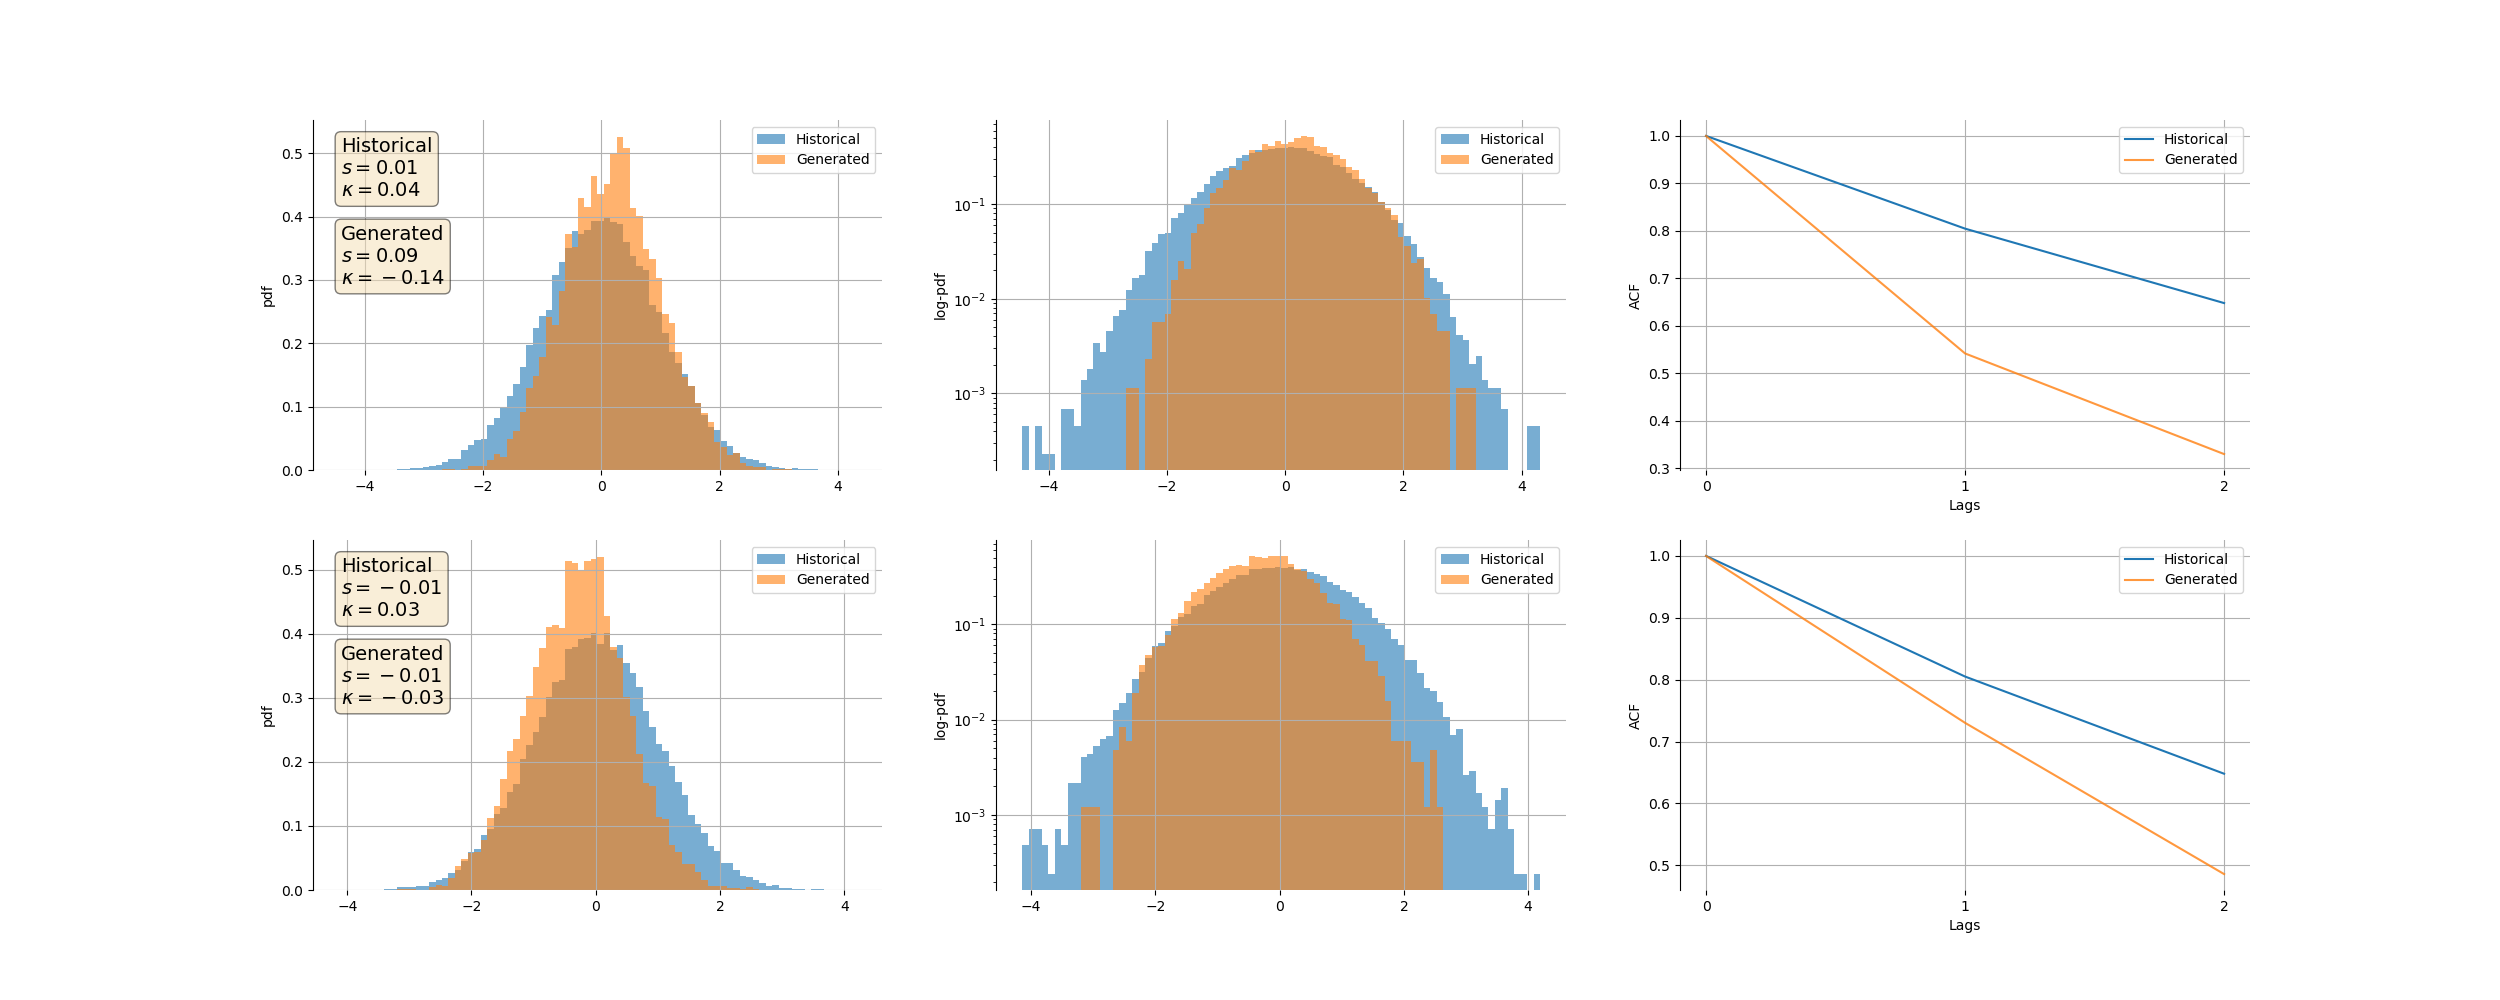 Historical
s = 0.01
κ = 0.04
Generated
s = 0.09
κ = −0.14
Historical
Generated
pdf
0.5
0.4
0.3
0.2
0.1
0.0
−4 −2 0 2 4
Historical
Generated
log-pdf
10⁻¹
10⁻²
10⁻³
−4 −2 0 2 4
Historical
Generated
ACF
1.0
0.9
0.8
0.7
0.6
0.5
0.4
0.3
0 1 2
Lags
Historical
s = −0.01
κ = 0.03
Generated
s = −0.01
κ = −0.03
Historical
Generated
pdf
0.5
0.4
0.3
0.2
0.1
0.0
−4 −2 0 2 4
Historical
Generated
log-pdf
10⁻¹
10⁻²
10⁻³
−4 −2 0 2 4
Historical
Generated
ACF
1.0
0.9
0.8
0.7
0.6
0.5
0 1 2
Lags